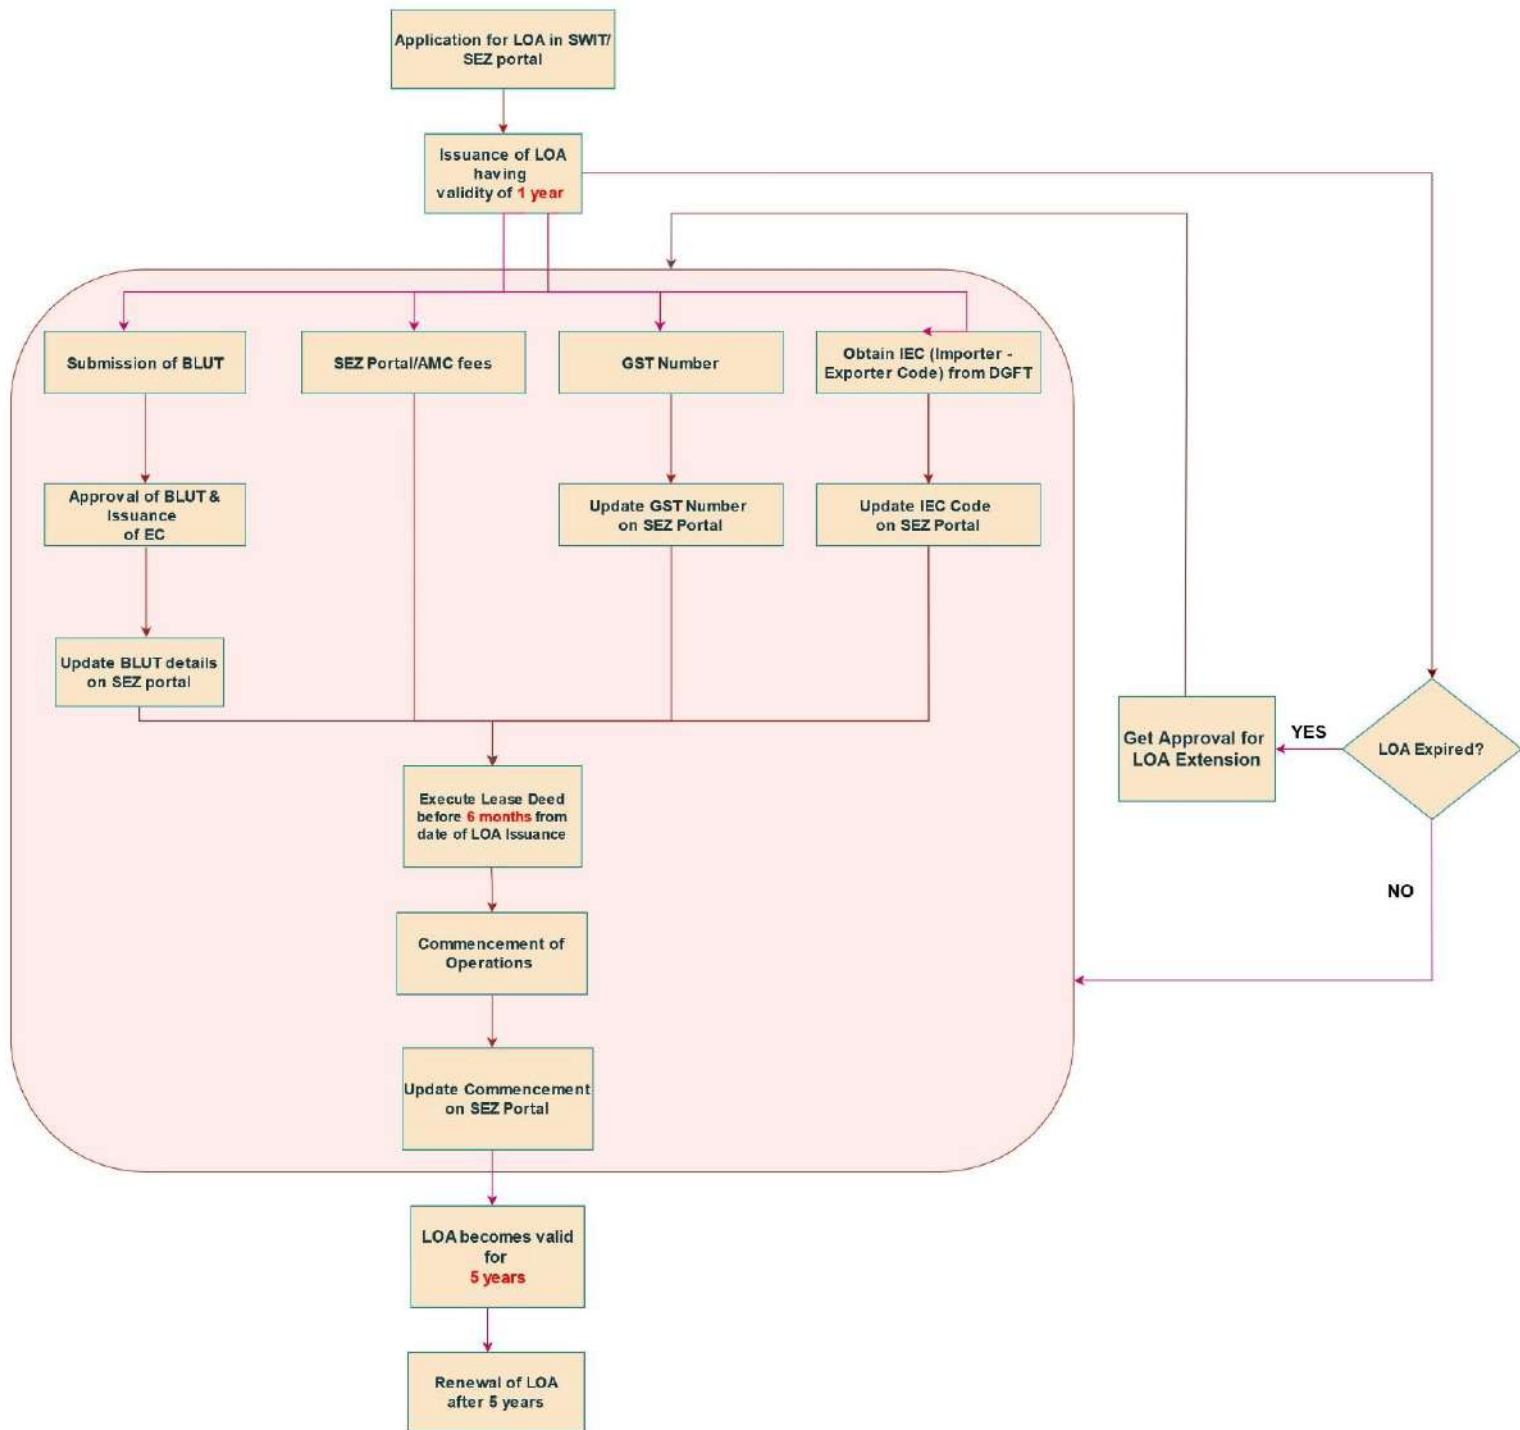 Application for LOA in SWIT/
SEZ portal
Issuance of LOA
having
validity of 1 year
Submission of BLUT
SEZ Portal/AMC fees
GST Number
Obtain IEC (Importer -
Exporter Code) from DGFT
Approval of BLUT &
Issuance
of EC
Update GST Number
on SEZ Portal
Update IEC Code
on SEZ Portal
Update BLUT details
on SEZ portal
Get Approval for
LOA Extension
YES
LOA Expired?
NO
Execute Lease Deed
before 6 months from
date of LOA Issuance
Commencement of
Operations
Update Commencement
on SEZ Portal
LOA becomes valid
for
5 years
Renewal of LOA
after 5 years